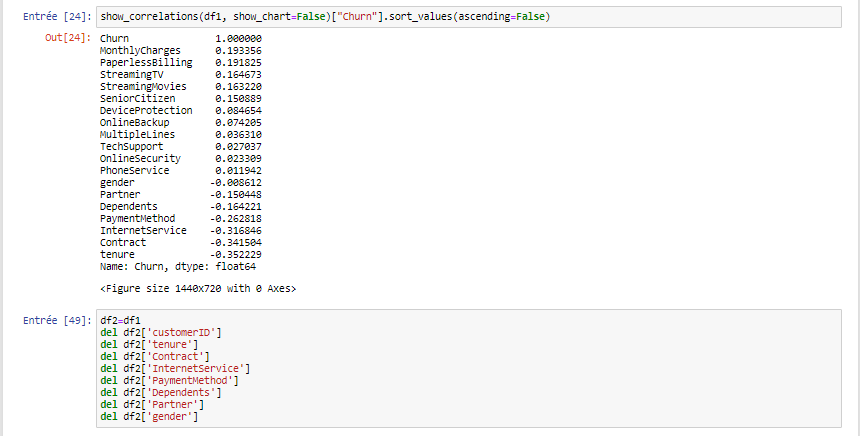 Entrée [24]: show_correlations(df1, show_chart=False)["Churn"].sort_values(ascending=False)
Out[24]: Churn 1.000000
MonthlyCharges 0.193356
PaperlessBilling 0.191825
StreamingTV 0.164673
StreamingMovies 0.163220
SeniorCitizen 0.150889
DeviceProtection 0.084654
OnlineBackup 0.074205
MultipleLines 0.036310
TechSupport 0.027037
OnlineSecurity 0.023309
PhoneService 0.011942
gender -0.008612
Partner -0.150448
Dependents -0.164221
PaymentMethod -0.262818
InternetService -0.316846
Contract -0.341504
tenure -0.352229
Name: Churn, dtype: float64
<Figure size 1440x720 with 0 Axes>
Entrée [49]: df2=df1
del df2['customerID']
del df2['tenure']
del df2['Contract']
del df2['InternetService']
del df2['PaymentMethod']
del df2['Dependents']
del df2['Partner']
del df2['gender']